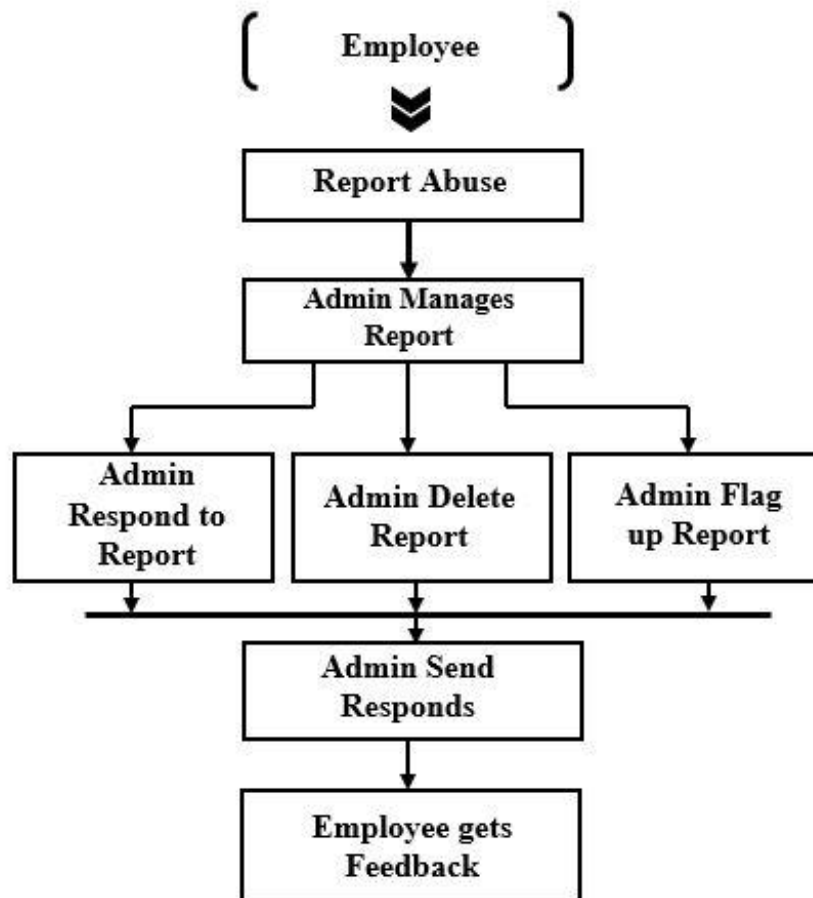 Employee
Report Abuse
Admin Manages
Report
Admin
Respond to
Report
Admin Delete
Report
Admin Flag
up Report
Admin Send
Responds
Employee gets
Feedback